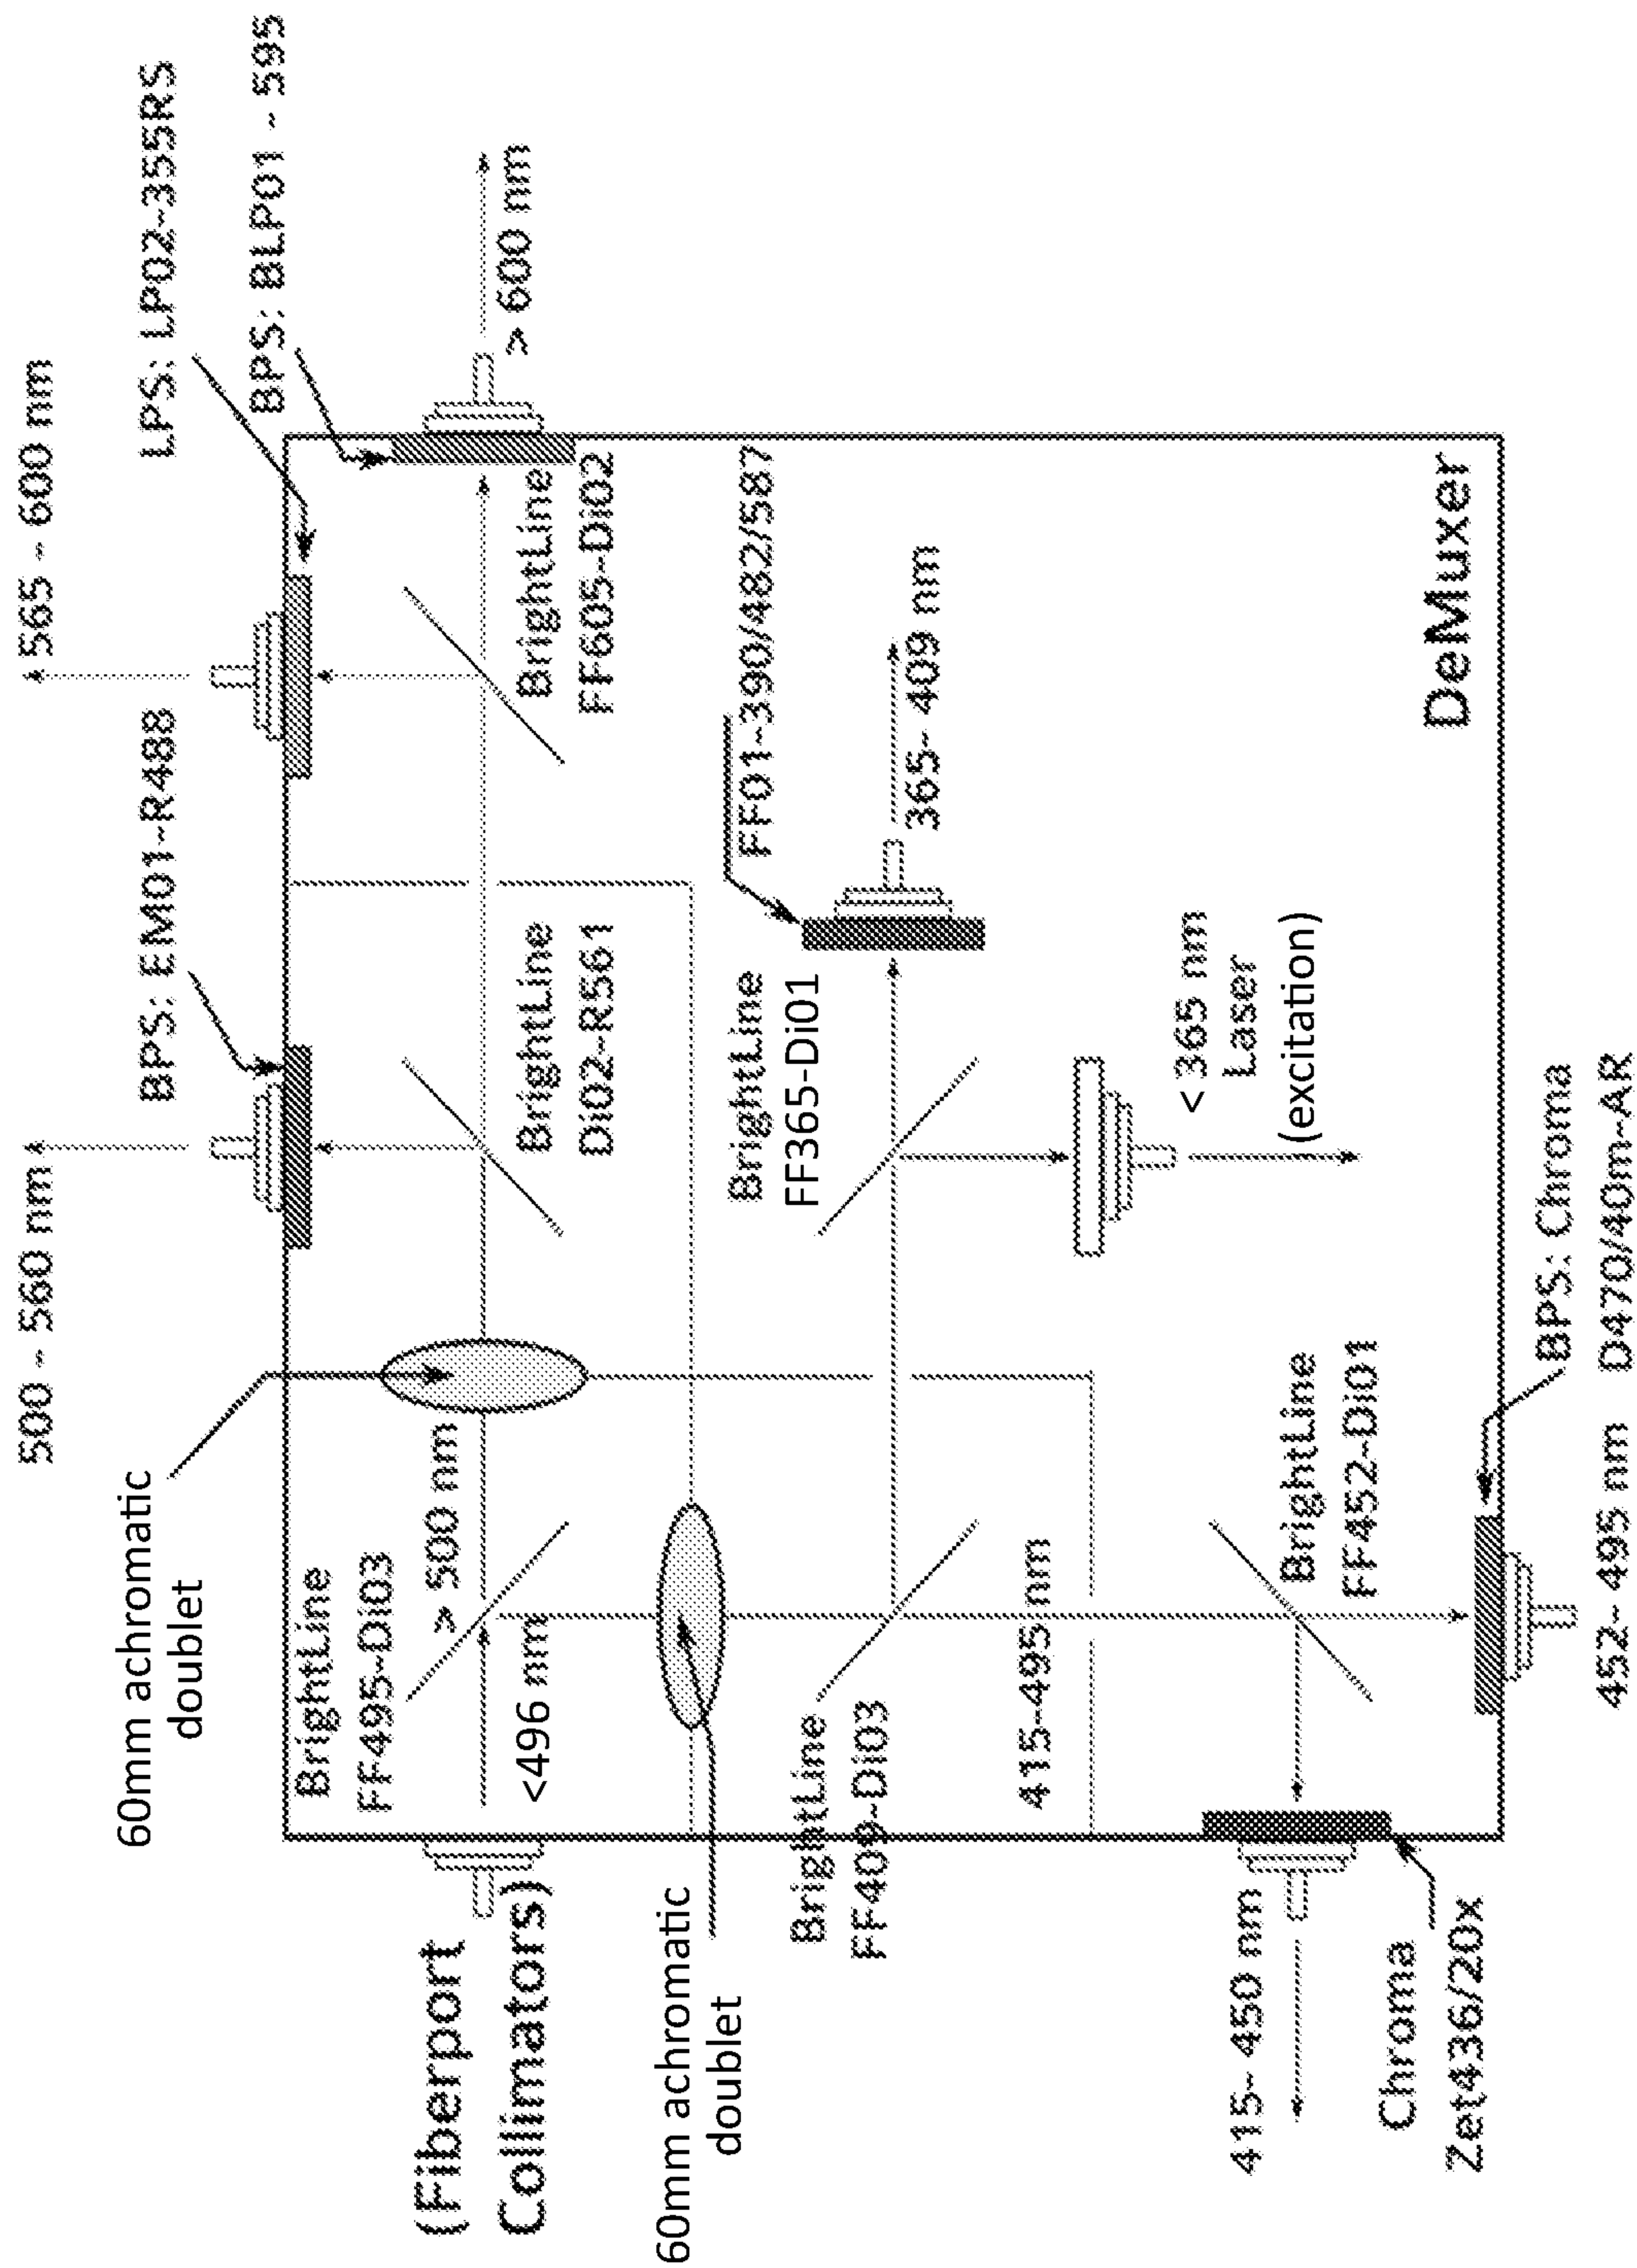 500 - 560 nm
565 - 600 nm
60mm achromatic
doublet
BPS: EM01-R488
LPS: LP02-355RS
BPS: BLP01 - 595
BrightLine
FF495-Di03
> 500 nm
(Fiberport
Collimators)
<496 nm
BrightLine
Di02-R561
BrightLine
FF605-Di02
> 600 nm
60mm achromatic
doublet
BrightLine
FF409-Di03
BrightLine
FF365-Di01
FF01-390/482/587
365- 409 nm
415-495 nm
< 365 nm
Laser
(excitation)
415- 450 nm
BrightLine
FF452-Di01
Chroma
Zet436/20x
DeMuxer
BPS: Chroma
D470/40m-AR
452- 495 nm